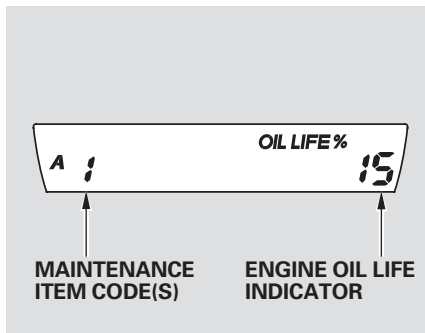 OIL LIFE %
A 1 15
MAINTENANCE ENGINE OIL LIFE
ITEM CODE(S) INDICATOR